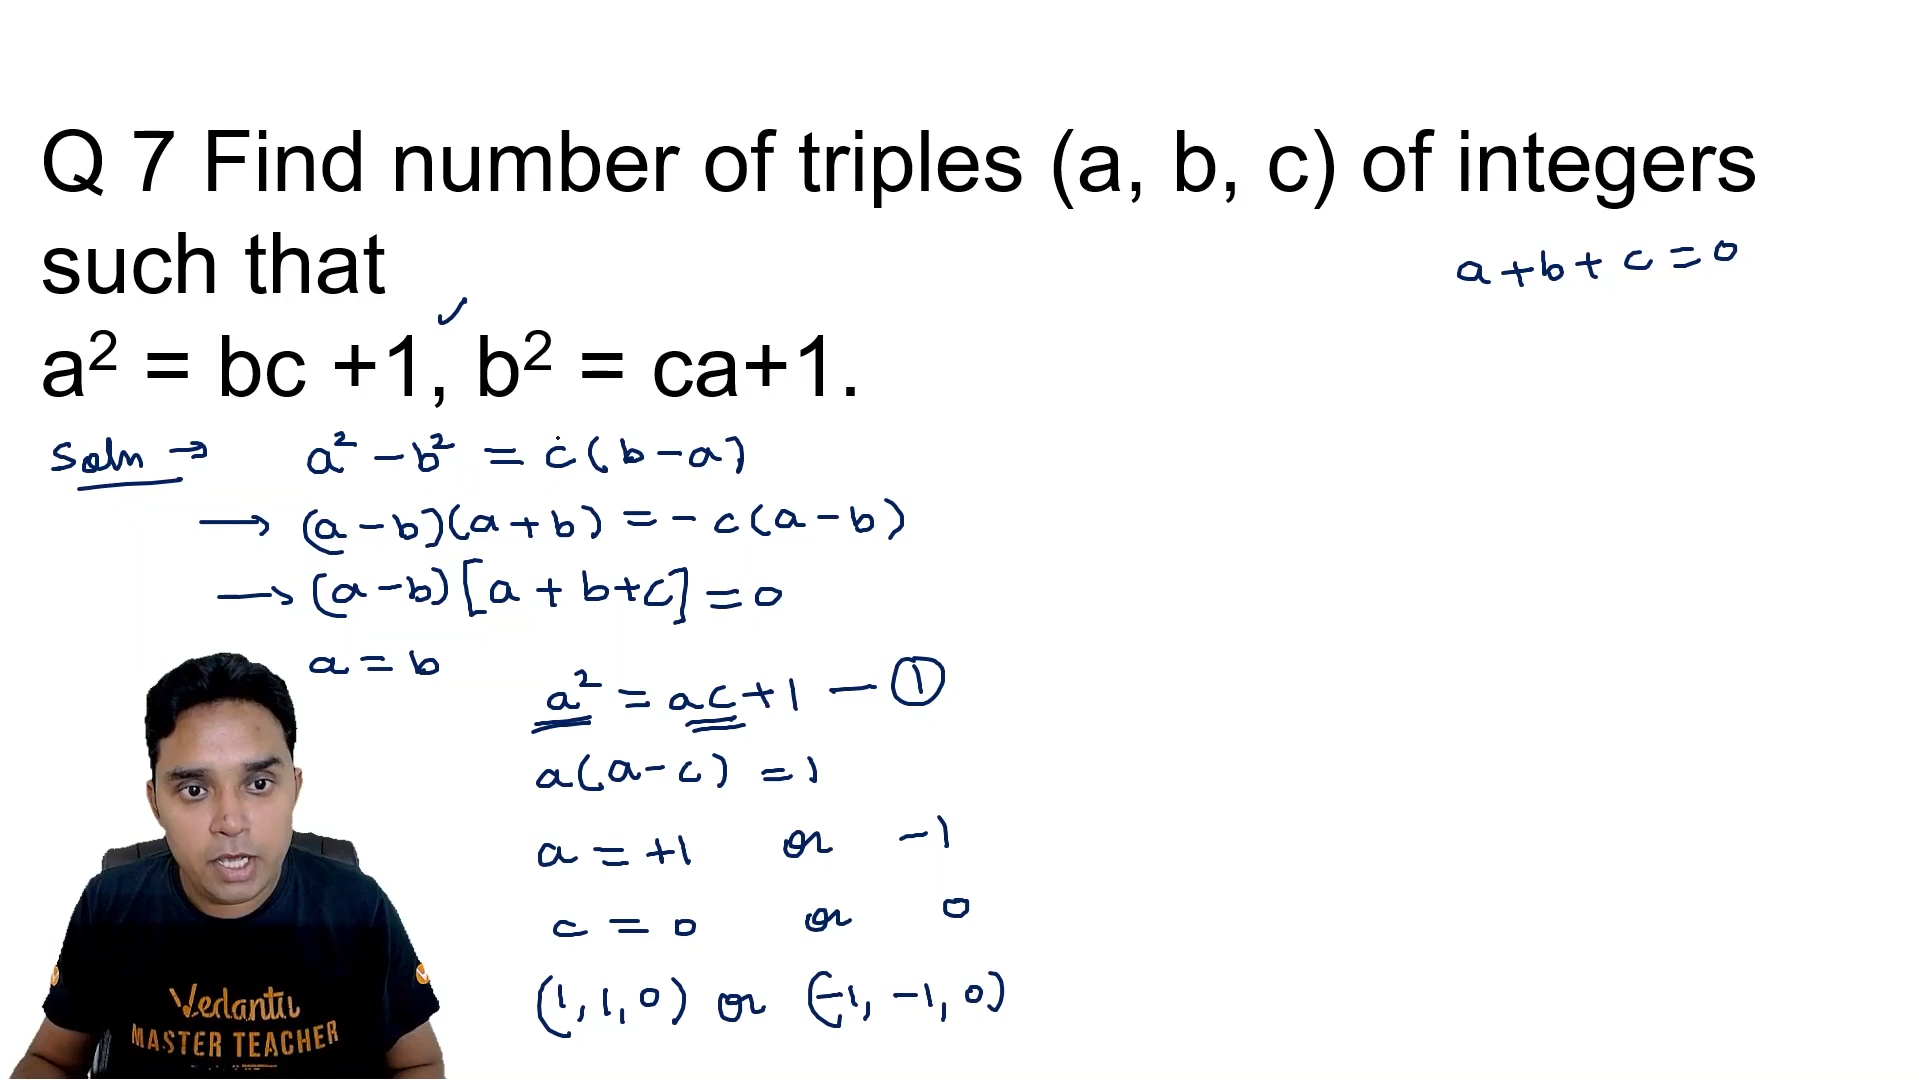 Q 7 Find number of triples (a, b, c) of integers
such that
a + b + c = 0
a² = bc +1, b² = ca+1.
Soln → a² - b² = c(b-a)
→ (a-b)(a+b) = -c(a-b)
→ (a-b)[a+b+c] = 0
a = b
a² = ac+1 — ①
a(a-c) = 1
a = +1 or -1
c = 0 or 0
(1,1,0) or (-1,-1,0)
Vedantu
MASTER TEACHER